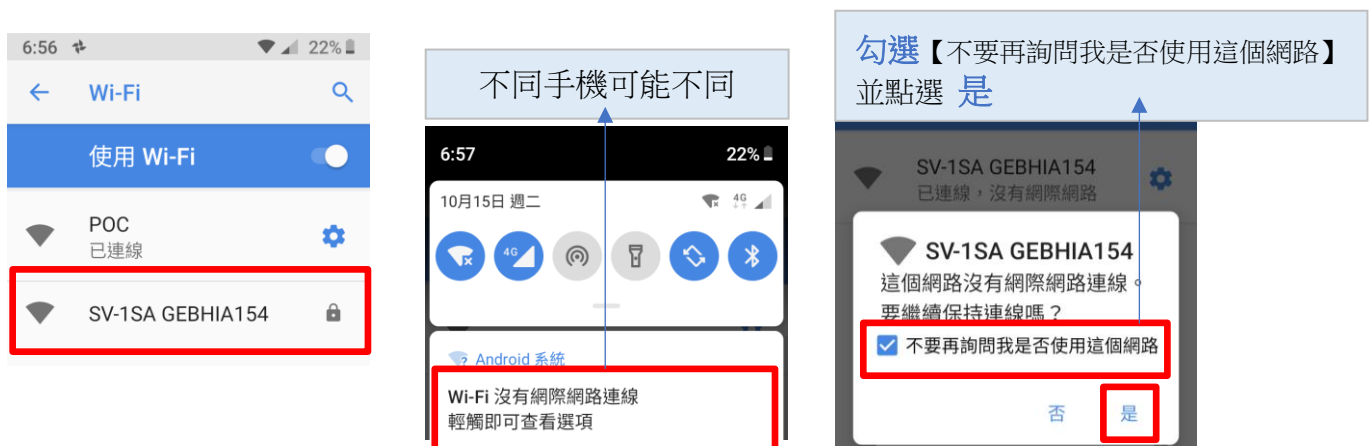 6:56
22%
Wi-Fi
使用 Wi-Fi
POC
已連線
SV-1SA GEBHIA154
不同手機可能不同
6:57
22%
10月15日 週二
4G
4G
Android 系統
Wi-Fi 沒有網際網路連線
輕觸即可查看選項
勾選【不要再詢問我是否使用這個網路】
並點選 是
SV-1SA GEBHIA154
已連線，沒有網際網路
SV-1SA GEBHIA154
這個網路沒有網際網路連線。
要繼續保持連線嗎？
不要再詢問我是否使用這個網路
否 是